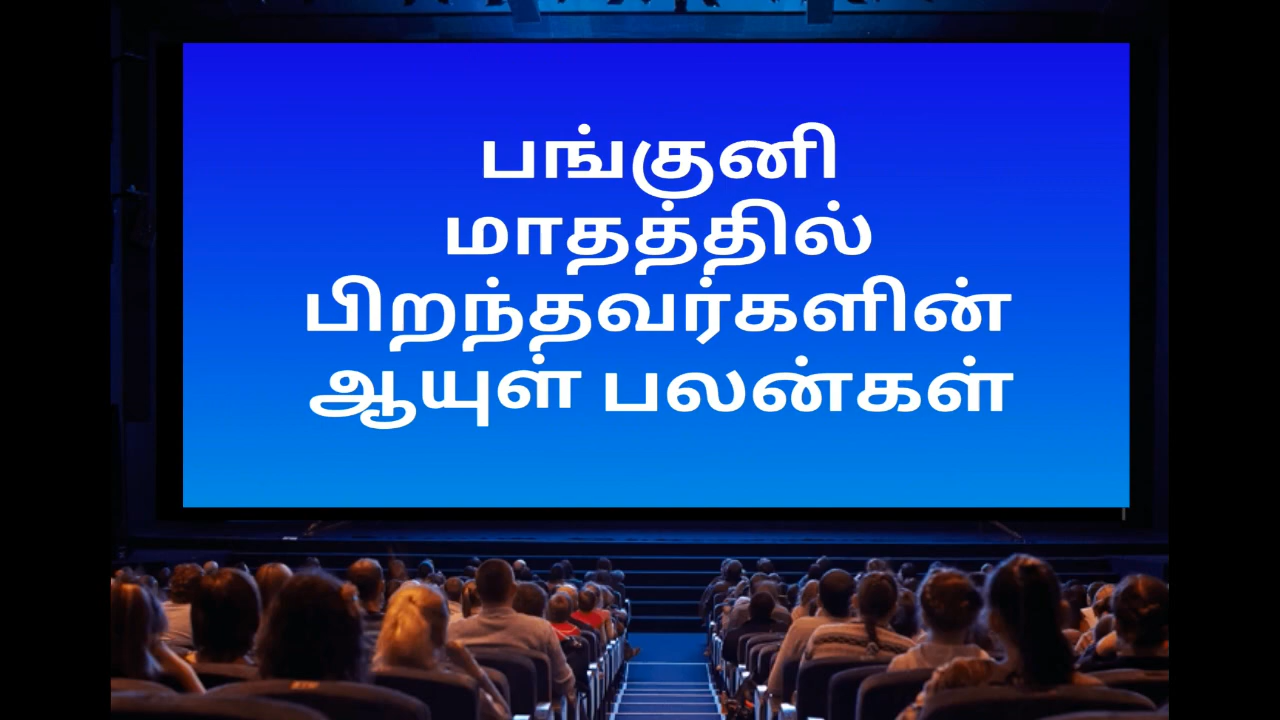 பங்குனி
மாதத்தில்
பிறந்தவர்களின்
ஆயுள் பலன்கள்